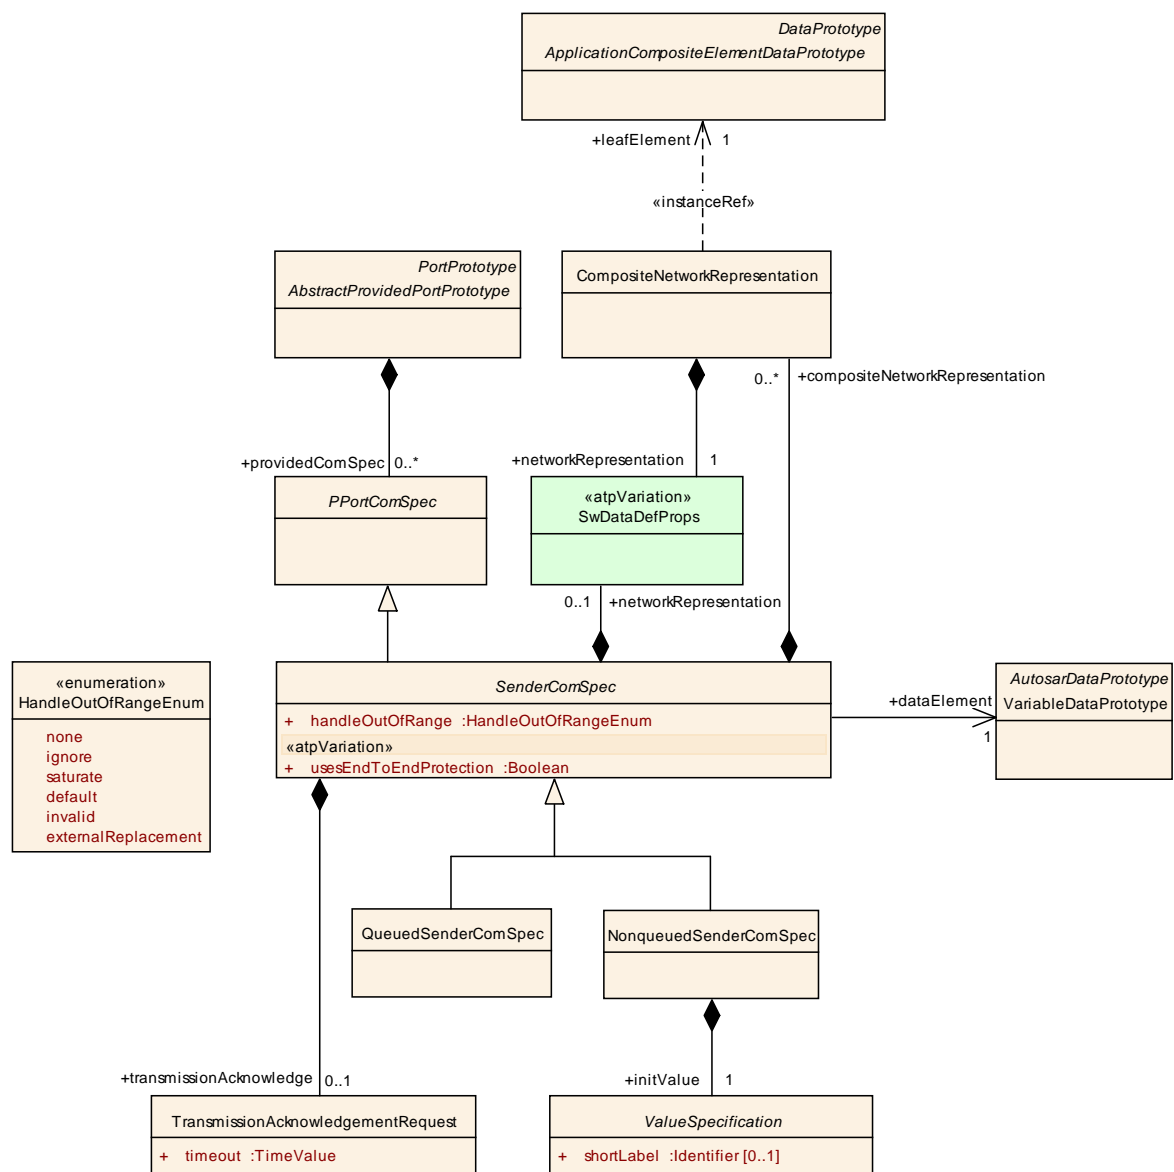 DataPrototype
ApplicationCompositeElementDataPrototype
+leafElement 1
«instanceRef»
PortPrototype
AbstractProvidedPortPrototype
CompositeNetworkRepresentation
0..* +compositeNetworkRepresentation
+providedComSpec 0..*
+networkRepresentation 1
PPortComSpec
«atpVariation»
SwDataDefProps
0..1 +networkRepresentation
«enumeration»
HandleOutOfRangeEnum
none
ignore
saturate
default
invalid
externalReplacement
SenderComSpec
+ handleOutOfRange :HandleOutOfRangeEnum
«atpVariation»
+ usesEndToEndProtection :Boolean
+dataElement
1
AutosarDataPrototype
VariableDataPrototype
QueuedSenderComSpec
NonqueuedSenderComSpec
+transmissionAcknowledge 0..1
+initValue 1
TransmissionAcknowledgementRequest
+ timeout :TimeValue
ValueSpecification
+ shortLabel :Identifier [0..1]